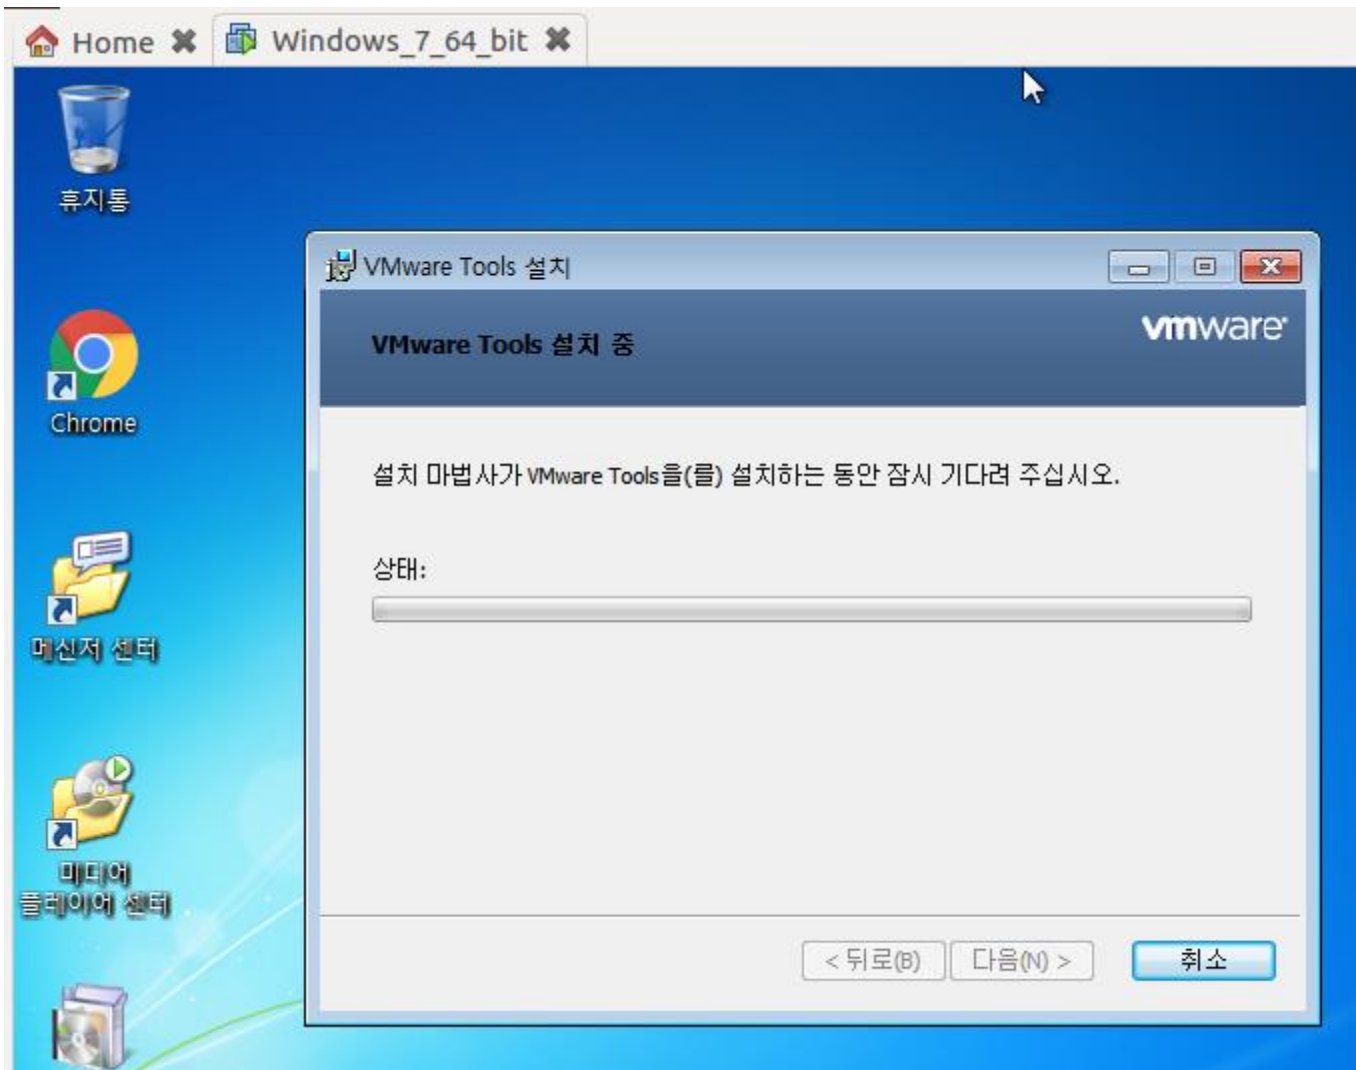 Home
Windows_7_64_bit
휴지통
Chrome
메신저 센터
미디어
플레이어 센터
VMware Tools 설치
VMware Tools 설치 중
vmware
설치 마법사가 VMware Tools을(를) 설치하는 동안 잠시 기다려 주십시오.
상태:
< 뒤로(B)
다음(N) >
취소